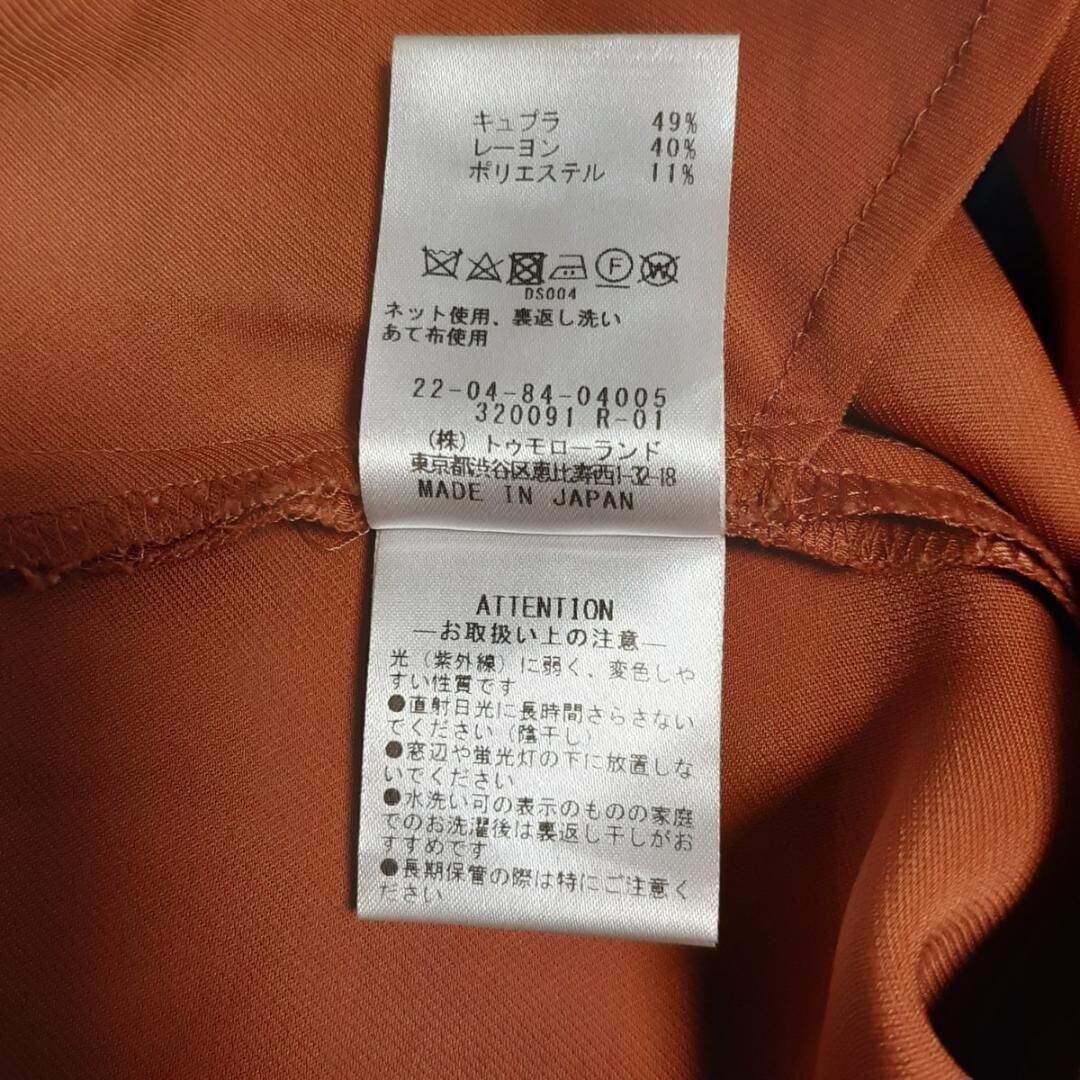 キュプラ 49%
レーヨン 40%
ポリエステル 11%
F W
DS004
ネット使用、裏返し洗い
あて布使用
22-04-84-04005
320091 R-01
(株) トゥモローランド
東京都渋谷区恵比寿西1-32-18
MADE IN JAPAN
ATTENTION
―お取扱い上の注意―
光(紫外線)に弱く、変色しや
すい性質です
●直射日光に長時間さらさない
でください(陰干し)
●窓辺や蛍光灯の下に放置しな
いてください
●水洗い可の表示のものの家庭
でのお洗濯後は裏返し干しがお
すすめです
●長期保管の際は特にご注意く
ださい